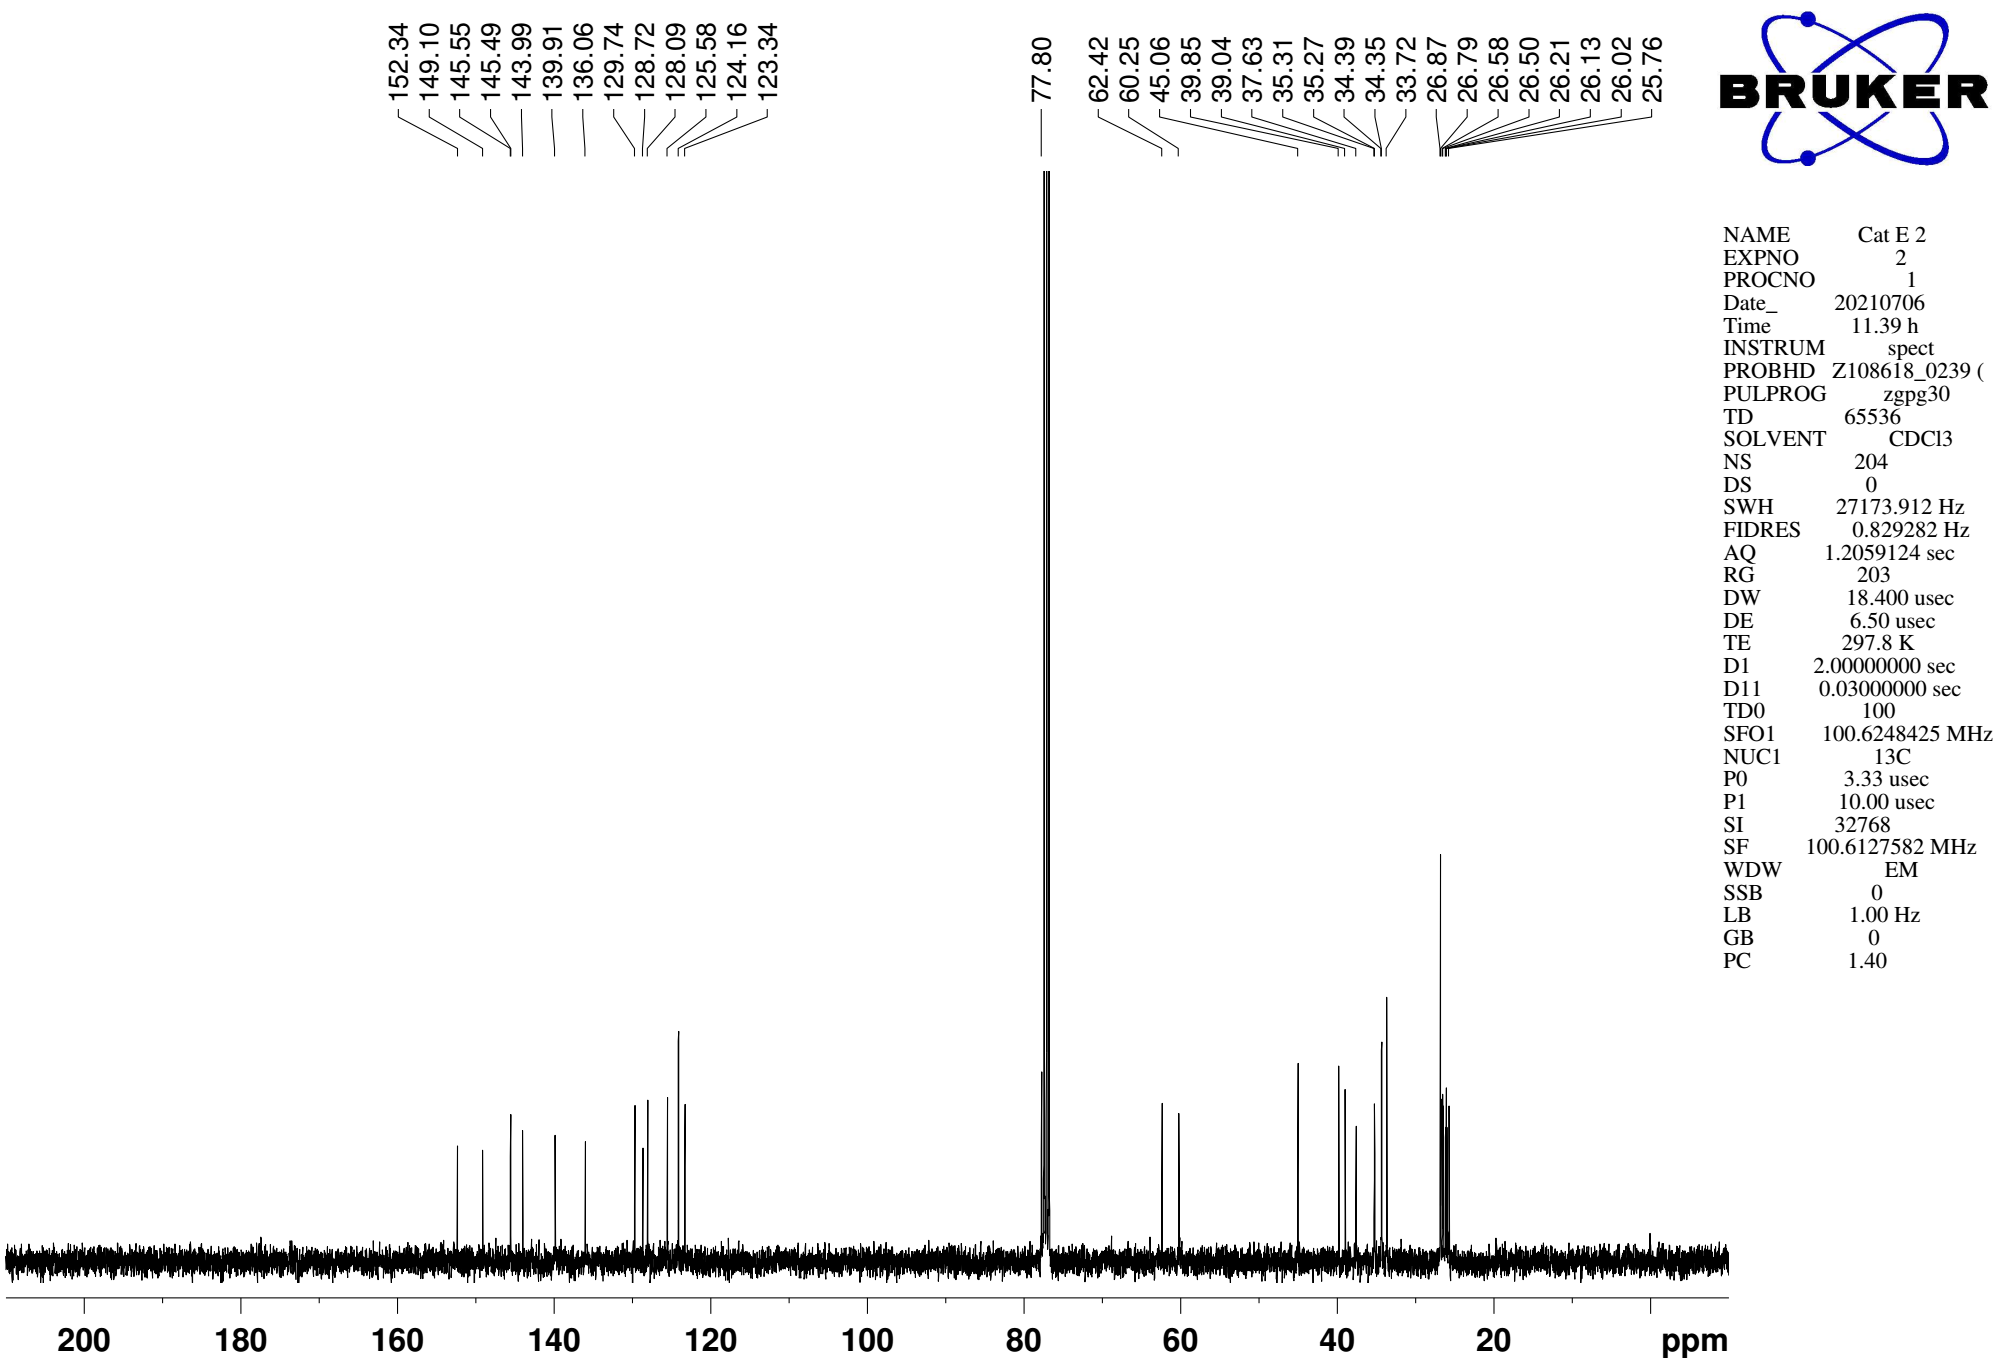 152.34
149.10
145.55
145.49
143.99
139.91
136.06
129.74
128.72
128.09
125.58
124.16
123.34
77.80
62.42
60.25
45.06
39.85
39.04
37.63
35.31
35.27
34.39
34.35
33.72
26.87
26.79
26.58
26.50
26.21
26.13
26.02
25.76
BRUKER
NAME Cat E 2
EXPNO 2
PROCNO 1
Date_ 20210706
Time 11.39 h
INSTRUM spect
PROBHD Z108618_0239 (
PULPROG zgpg30
TD 65536
SOLVENT CDCl3
NS 204
DS 0
SWH 27173.912 Hz
FIDRES 0.829282 Hz
AQ 1.2059124 sec
RG 203
DW 18.400 usec
DE 6.50 usec
TE 297.8 K
D1 2.00000000 sec
D11 0.03000000 sec
TD0 100
SFO1 100.6248425 MHz
NUC1 13C
P0 3.33 usec
P1 10.00 usec
SI 32768
SF 100.6127582 MHz
WDW EM
SSB 0
LB 1.00 Hz
GB 0
PC 1.40
200 180 160 140 120 100 80 60 40 20 ppm